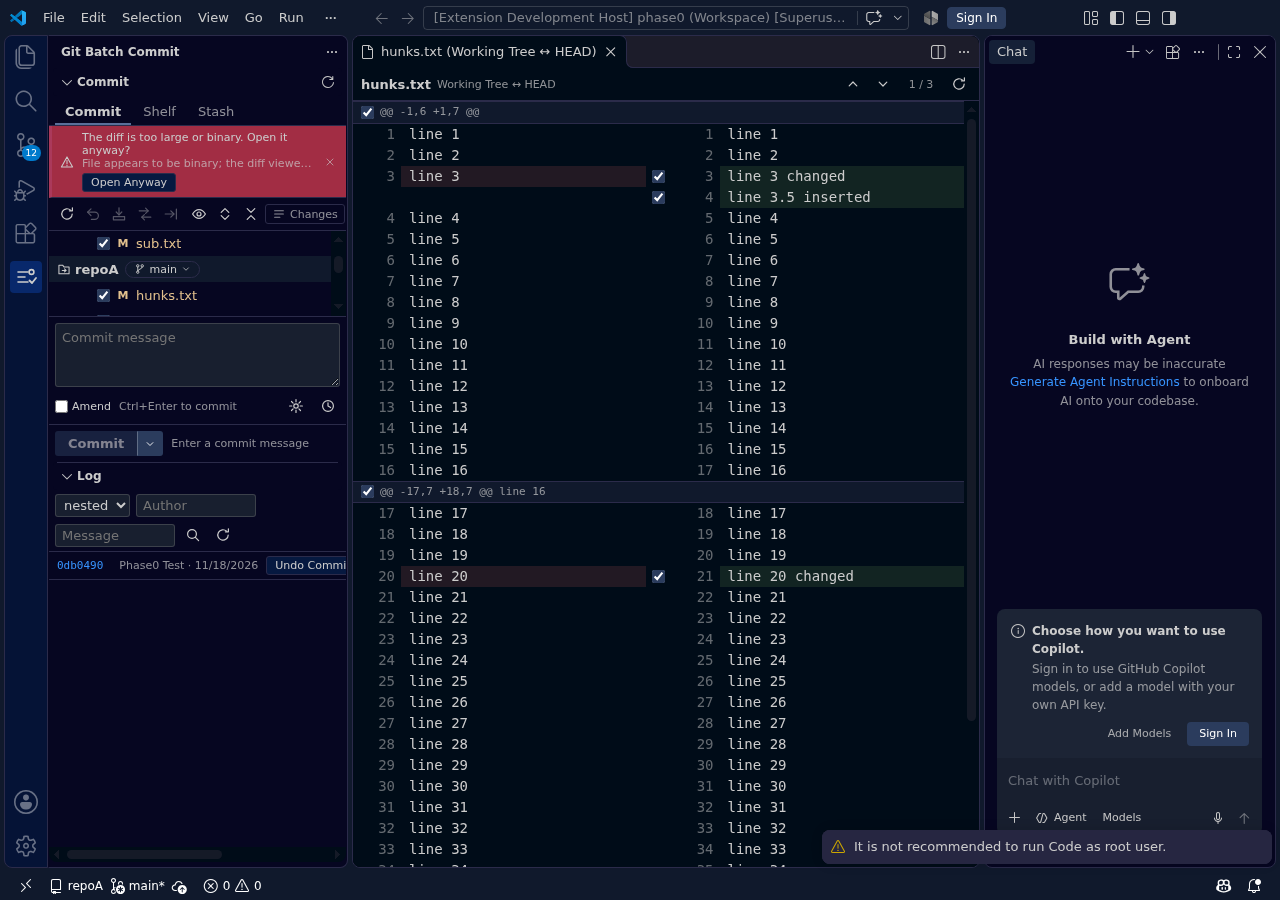 File Edit Selection View Go Run ···
[Extension Development Host] phase0 (Workspace) [Superus…
Sign In
Git Batch Commit
Commit
Commit Shelf Stash
The diff is too large or binary. Open it
anyway?
File appears to be binary; the diff viewe…
Open Anyway
Changes
M sub.txt
repoA main
M hunks.txt
Commit message
Amend Ctrl+Enter to commit
Commit Enter a commit message
Log
nested Author
Message
0db0490 Phase0 Test · 11/18/2026 Undo Commi
12
hunks.txt (Working Tree ↔ HEAD)
hunks.txt Working Tree ↔ HEAD 1 / 3
@@ -1,6 +1,7 @@
1 line 1 1 line 1
2 line 2 2 line 2
3 line 3 3 line 3 changed
4 line 3.5 inserted
4 line 4 5 line 4
5 line 5 6 line 5
6 line 6 7 line 6
7 line 7 8 line 7
8 line 8 9 line 8
9 line 9 10 line 9
10 line 10 11 line 10
11 line 11 12 line 11
12 line 12 13 line 12
13 line 13 14 line 13
14 line 14 15 line 14
15 line 15 16 line 15
16 line 16 17 line 16
@@ -17,7 +18,7 @@ line 16
17 line 17 18 line 17
18 line 18 19 line 18
19 line 19 20 line 19
20 line 20 21 line 20 changed
21 line 21 22 line 21
22 line 22 23 line 22
23 line 23 24 line 23
24 line 24 25 line 24
25 line 25 26 line 25
26 line 26 27 line 26
27 line 27 28 line 27
28 line 28 29 line 28
29 line 29 30 line 29
30 line 30 31 line 30
31 line 31 32 line 31
32 line 32 33 line 32
33 line 33 34 line 33
34 line 34 35 line 34
Chat
Build with Agent
AI responses may be inaccurate
Generate Agent Instructions to onboard
AI onto your codebase.
Choose how you want to use
Copilot.
Sign in to use GitHub Copilot
models, or add a model with your
own API key.
Add Models Sign In
Chat with Copilot
Agent Models
It is not recommended to run Code as root user.
repoA main* 0 0